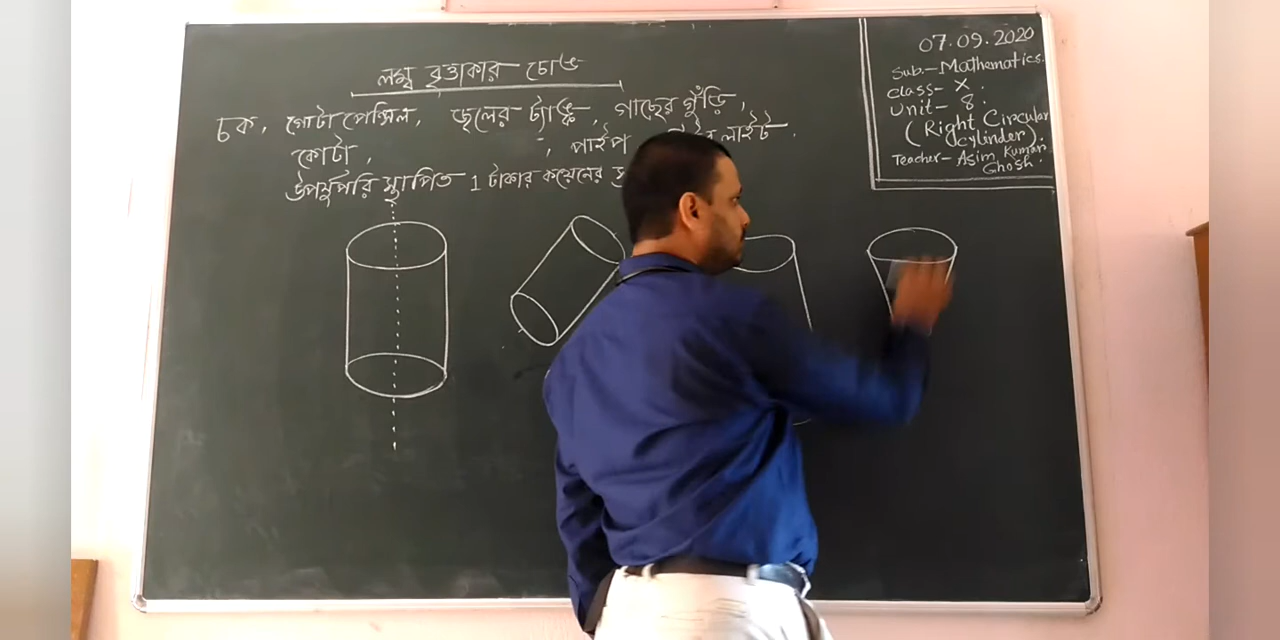 লম্ব বৃত্তাকার চোঙ
চক, গোটা পেন্সিল, জলের ট্যাঙ্ক, গাছের গুঁড়ি,
কৌটা, , পাইপ লাইট.
উপর্যুপরি স্থাপিত 1 টাকার কয়েনের
07.09.2020
Sub.- Mathematics.
Class- X.
Unit- 8.
(Right Circular
Cylinder).
Teacher- Asim Kumar
Ghosh.